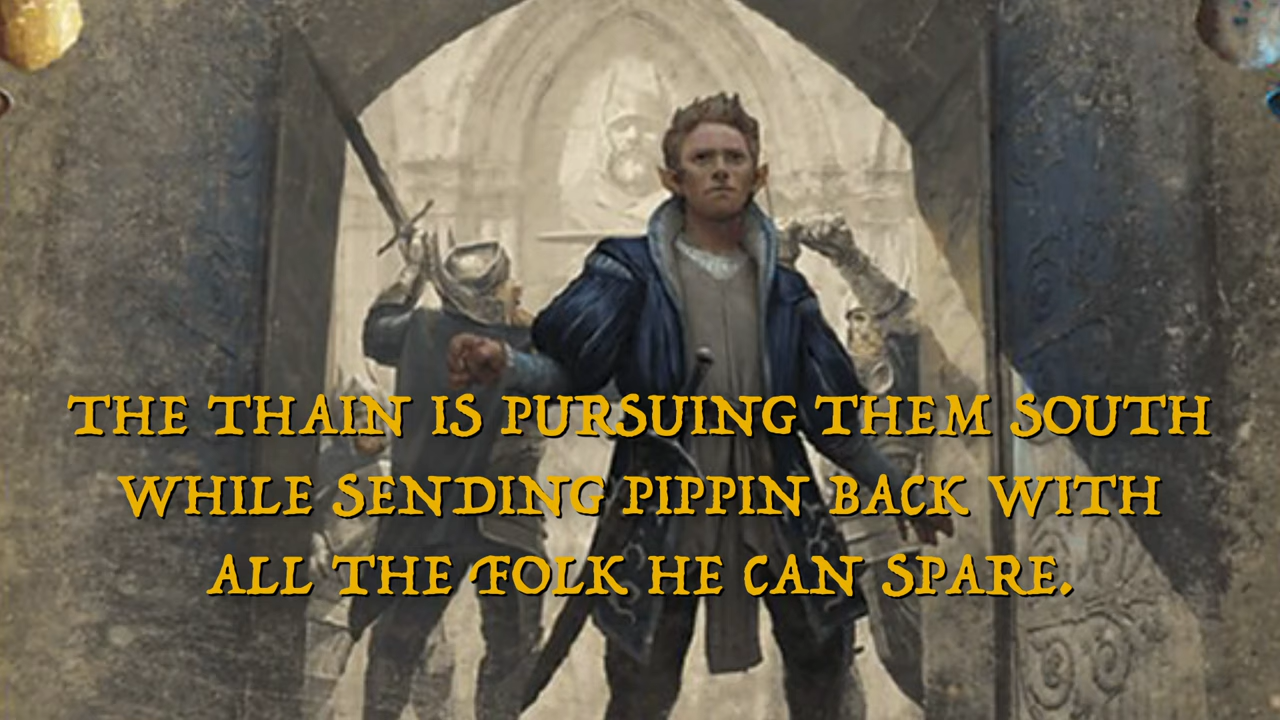 THE THAIN IS PURSUING THEM SOUTH
WHILE SENDING PIPPIN BACK WITH
ALL THE FOLK HE CAN SPARE.